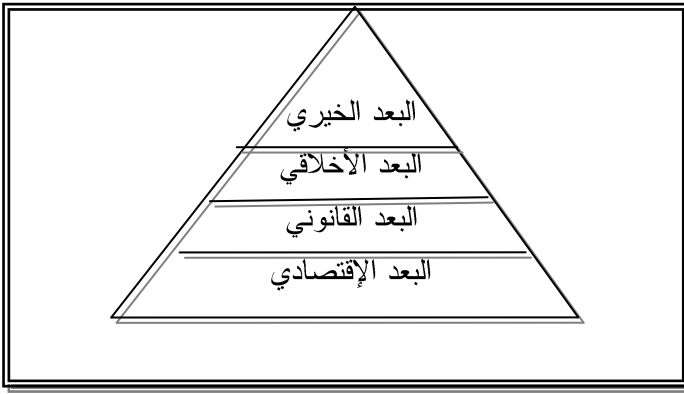 البعد الخيري
البعد الأخلاقي
البعد القانوني
البعد الإقتصادي